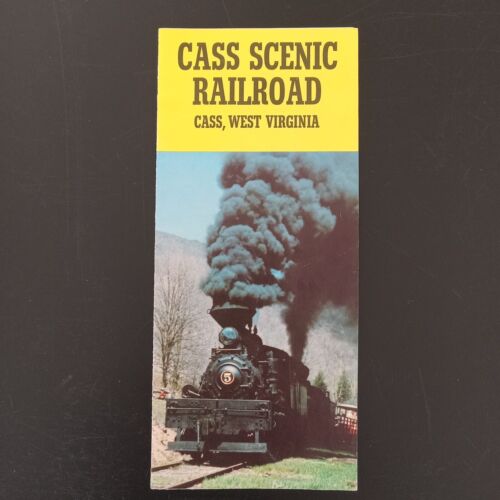 CASS SCENIC
RAILROAD
CASS, WEST VIRGINIA
5